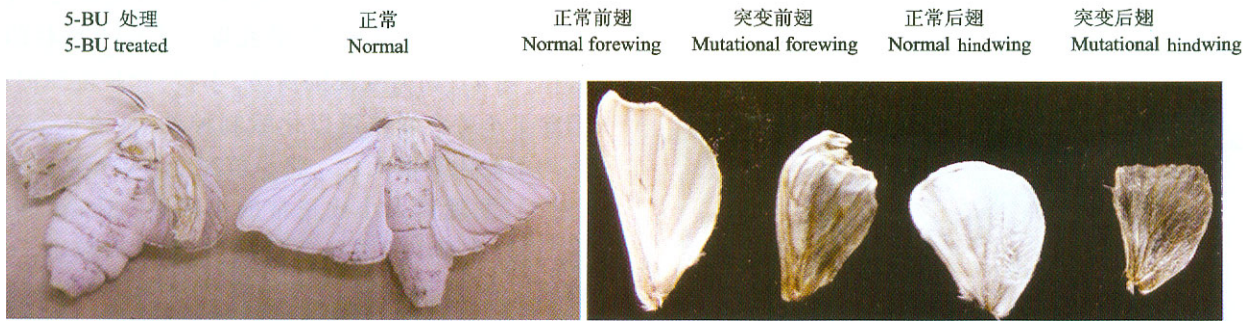 5-BU 处理
5-BU treated
正常
Normal
正常前翅
Normal forewing
突变前翅
Mutational forewing
正常后翅
Normal hindwing
突变后翅
Mutational hindwing